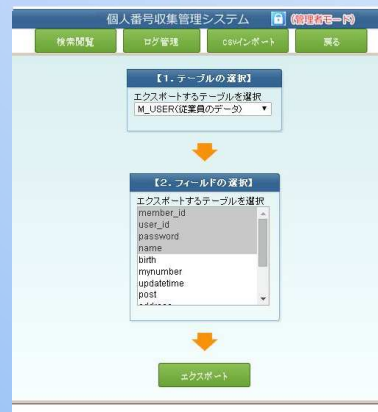 個人番号収集管理システム (管理者モード)
検索閲覧 ログ管理 CSVインポート 戻る
【1.テーブルの選択】
エクスポートするテーブルを選択
M_USER(従業員のデータ)
【2.フィールドの選択】
エクスポートするテーブルを選択
member_id
user_id
password
name
birth
mynumber
updatetime
post
address
エクスポート